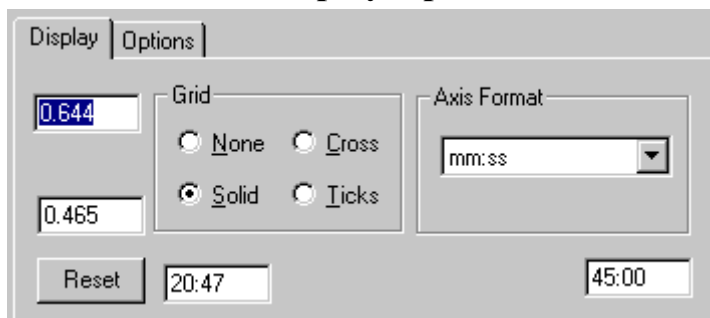 Display Options
0.644 Grid Axis Format
None Cross mm:ss
Solid Ticks
0.465
Reset 20:47 45:00